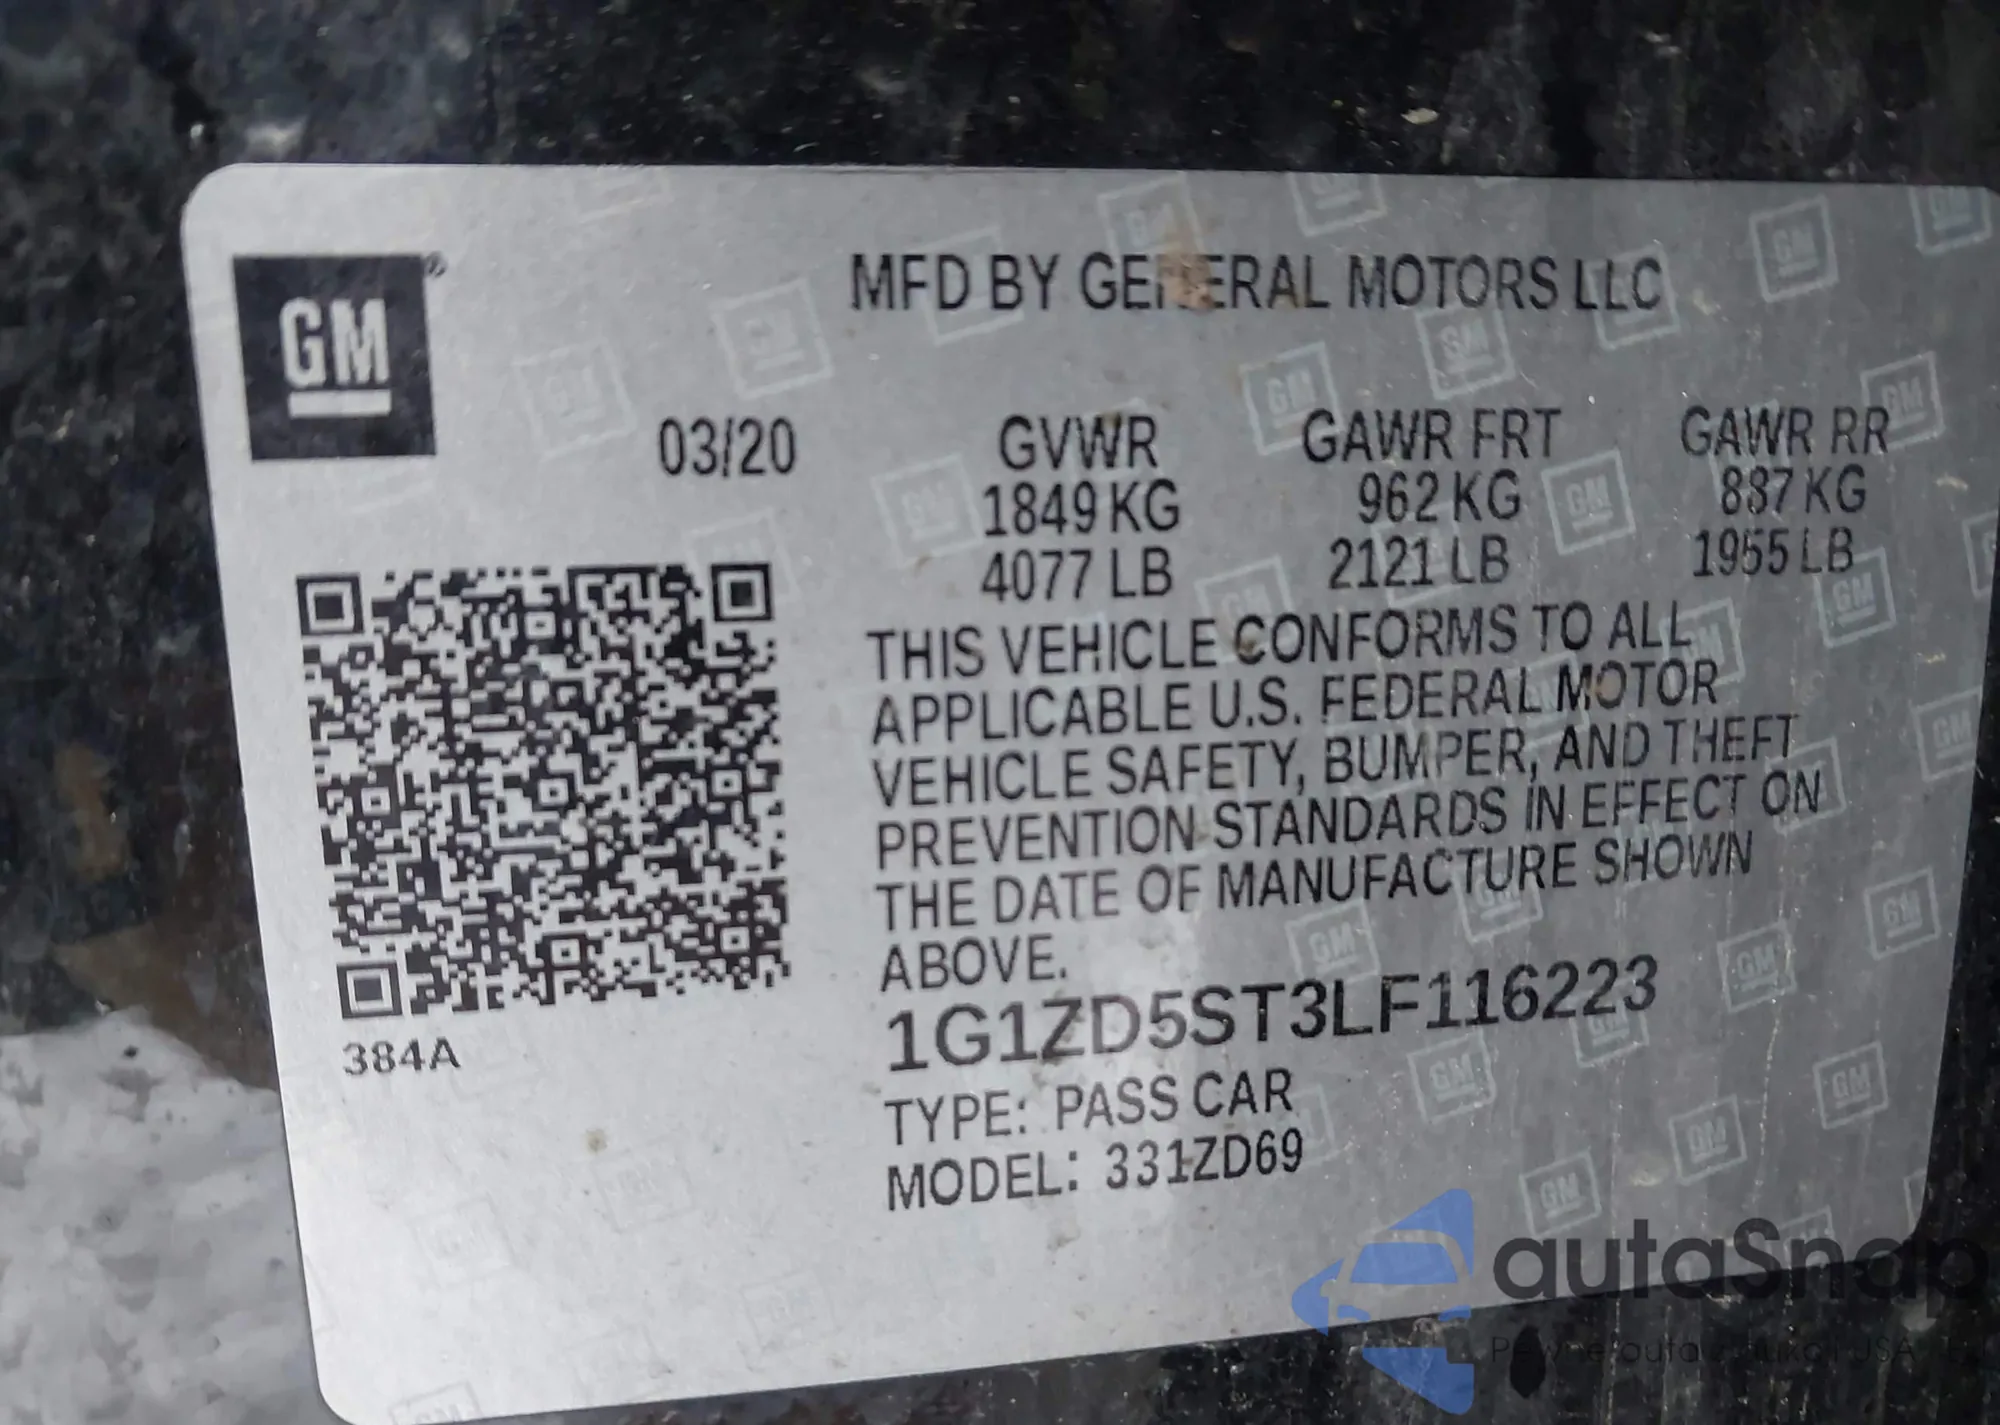 GM
MFD BY GENERAL MOTORS LLC
03/20
GVWR GAWR FRT GAWR RR
1849 KG 962 KG 887 KG
4077 LB 2121 LB 1955 LB
THIS VEHICLE CONFORMS TO ALL
APPLICABLE U.S. FEDERAL MOTOR
VEHICLE SAFETY, BUMPER, AND THEFT
PREVENTION STANDARDS IN EFFECT ON
THE DATE OF MANUFACTURE SHOWN
ABOVE.
1G1ZD5ST3LF116223
384A
TYPE: PASS CAR
MODEL: 331ZD69
autaSnap
Pewne auta z USA